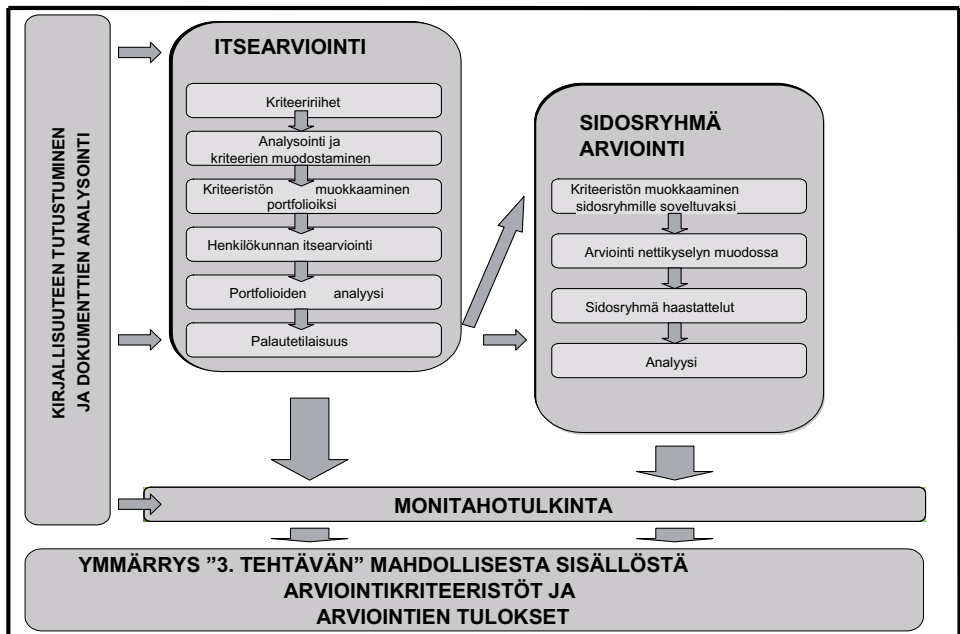 KIRJALLISUUTEEN TUTUSTUMINEN
JA DOKUMENTTIEN ANALYSOINTI
ITSEARVIOINTI
Kriteeririihet
Analysointi ja
kriteerien muodostaminen
Kriteeristön muokkaaminen
portfolioiksi
Henkilökunnan itsearviointi
Portfolioiden analyysi
Palautetilaisuus
SIDOSRYHMÄ
ARVIOINTI
Kriteeristön muokkaaminen
sidosryhmille soveltuvaksi
Arviointi nettikyselyn muodossa
Sidosryhmä haastattelut
Analyysi
MONITAHOTULKINTA
YMMÄRRYS ”3. TEHTÄVÄN” MAHDOLLISESTA SISÄLLÖSTÄ
ARVIOINTIKRITEERISTÖT JA
ARVIOINTIEN TULOKSET